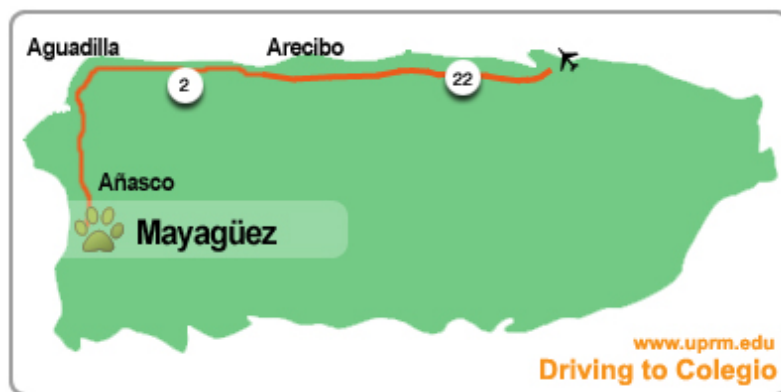 Aguadilla
Arecibo
2
22
Añasco
Mayagüez
www.uprm.edu
Driving to Colegio